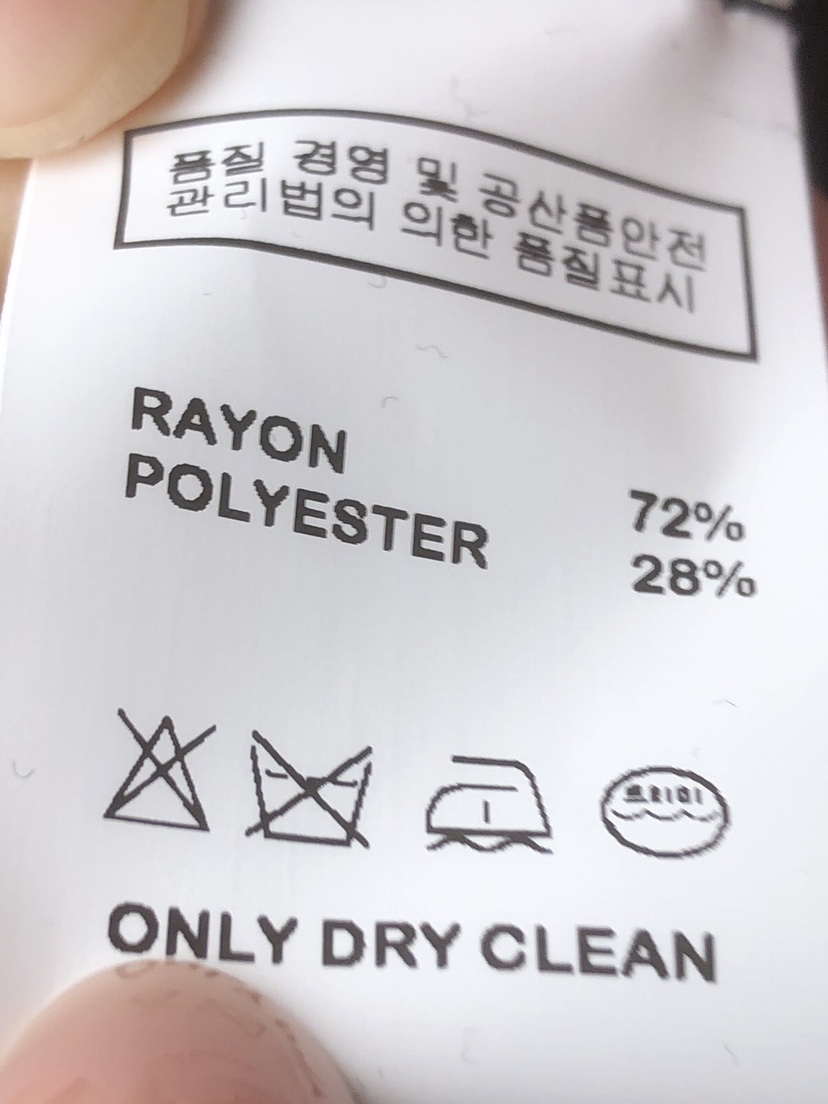 품질 경영 및 공산품안전
관리법의 의한 품질표시
RAYON
POLYESTER
72%
28%
드라이
ONLY DRY CLEAN